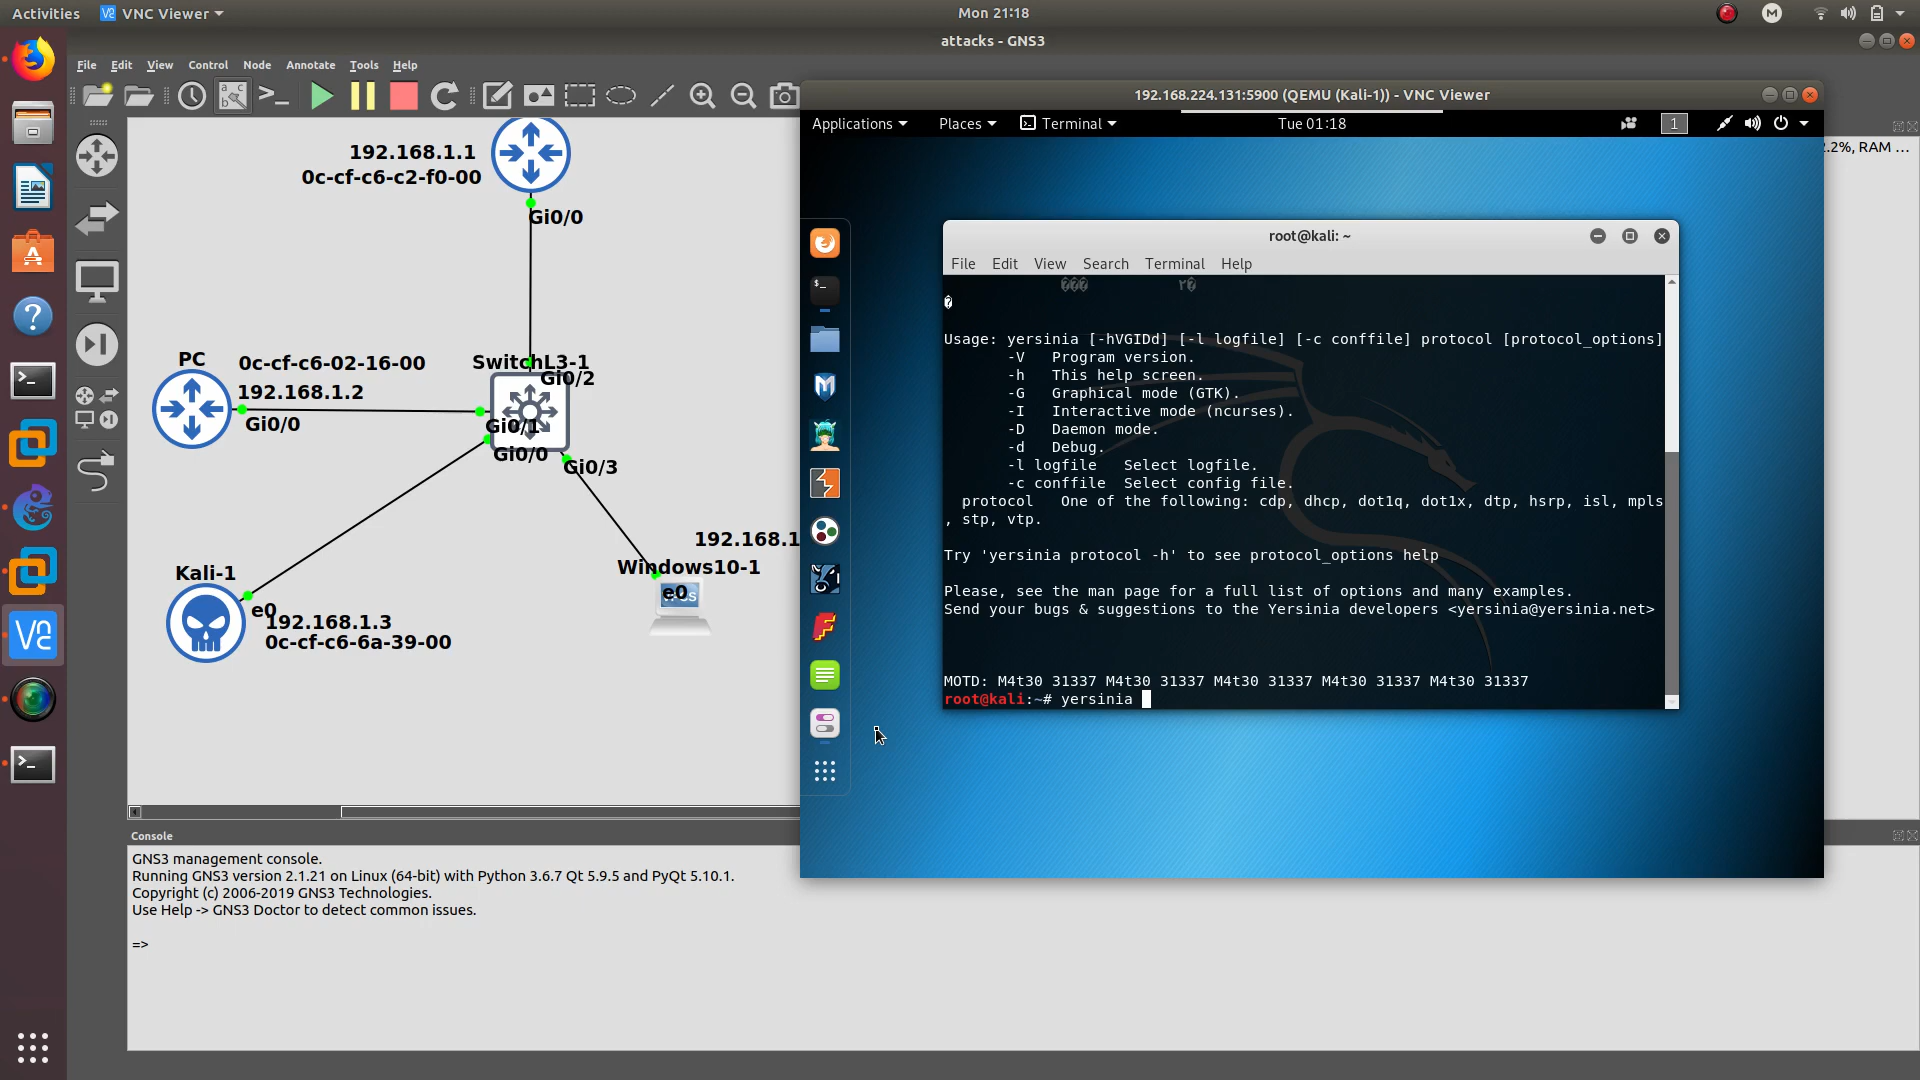 Activities VNC Viewer Mon 21:18
attacks - GNS3
File Edit View Control Node Annotate Tools Help
192.168.1.1
0c-cf-c6-c2-f0-00
Gi0/0
PC
0c-cf-c6-02-16-00
192.168.1.2
Gi0/0
SwitchL3-1
Gi0/2
Gi0/1
Gi0/0
Gi0/3
Kali-1
e0
192.168.1.3
0c-cf-c6-6a-39-00
192.168.1
Windows10-1
e0
Console
GNS3 management console.
Running GNS3 version 2.1.21 on Linux (64-bit) with Python 3.6.7 Qt 5.9.5 and PyQt 5.10.1.
Copyright (c) 2006-2019 GNS3 Technologies.
Use Help -> GNS3 Doctor to detect common issues.
=>
192.168.224.131:5900 (QEMU (Kali-1)) - VNC Viewer
Applications Places Terminal Tue 01:18 1
2.2%, RAM ...
root@kali: ~
File Edit View Search Terminal Help
Usage: yersinia [-hVGIDd] [-l logfile] [-c conffile] protocol [protocol_options]
-V Program version.
-h This help screen.
-G Graphical mode (GTK).
-I Interactive mode (ncurses).
-D Daemon mode.
-d Debug.
-l logfile Select logfile.
-c conffile Select config file.
protocol One of the following: cdp, dhcp, dot1q, dot1x, dtp, hsrp, isl, mpls
, stp, vtp.
Try 'yersinia protocol -h' to see protocol_options help
Please, see the man page for a full list of options and many examples.
Send your bugs & suggestions to the Yersinia developers <yersinia@yersinia.net>
MOTD: M4t30 31337 M4t30 31337 M4t30 31337 M4t30 31337 M4t30 31337
root@kali:~# yersinia